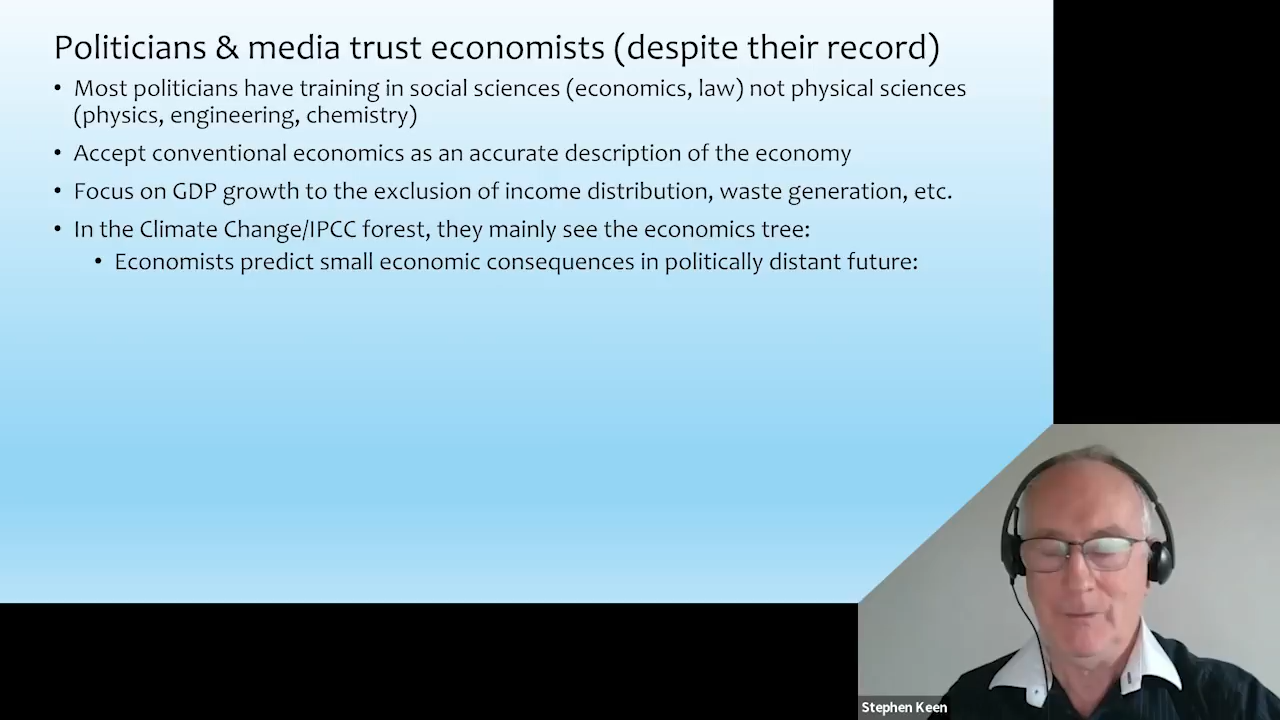 Politicians & media trust economists (despite their record)
• Most politicians have training in social sciences (economics, law) not physical sciences
(physics, engineering, chemistry)
• Accept conventional economics as an accurate description of the economy
• Focus on GDP growth to the exclusion of income distribution, waste generation, etc.
• In the Climate Change/IPCC forest, they mainly see the economics tree:
• Economists predict small economic consequences in politically distant future:
Stephen Keen